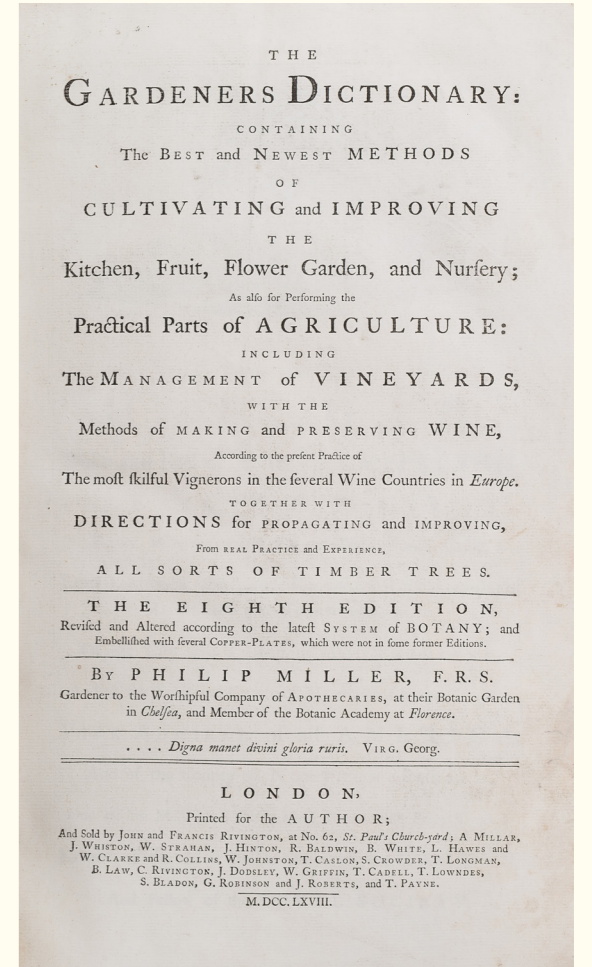 THE
GARDENERS DICTIONARY:
CONTAINING
The BEST and NEWEST METHODS
OF
CULTIVATING and IMPROVING
THE
Kitchen, Fruit, Flower Garden, and Nurſery;
As alſo for Performing the
Practical Parts of AGRICULTURE:
INCLUDING
The MANAGEMENT of VINEYARDS,
WITH THE
Methods of MAKING and PRESERVING WINE,
According to the preſent Practice of
The moſt ſkilful Vignerons in the ſeveral Wine Countries in Europe.
TOGETHER WITH
DIRECTIONS for PROPAGATING and IMPROVING,
From REAL PRACTICE and EXPERIENCE,
ALL SORTS OF TIMBER TREES.
THE EIGHTH EDITION,
Reviſed and Altered according to the lateſt SYSTEM of BOTANY; and
Embelliſhed with ſeveral COPPER-PLATES, which were not in ſome former Editions.
By PHILIP MILLER, F. R. S.
Gardener to the Worſhipful Company of APOTHECARIES, at their Botanic Garden
in Chelſea, and Member of the Botanic Academy at Florence.
. . . . Digna manet divini gloria ruris. VIRG. Georg.
LONDON,
Printed for the AUTHOR;
And Sold by JOHN and FRANCIS RIVINGTON, at No. 62, St. Paul's Church-yard; A MILLAR,
J. WHISTON, W. STRAHAN, J. HINTON, R. BALDWIN, B. WHITE, L. HAWES and
W. CLARKE and R. COLLINS, W. JOHNSTON, T. CASLON, S. CROWDER, T. LONGMAN,
B. LAW, C. RIVINGTON, J. DODSLEY, W. GRIFFIN, T. CADELL, T. LOWNDES,
S. BLADON, G. ROBINSON and J. ROBERTS, and T. PAYNE.
M.DCC.LXVIII.